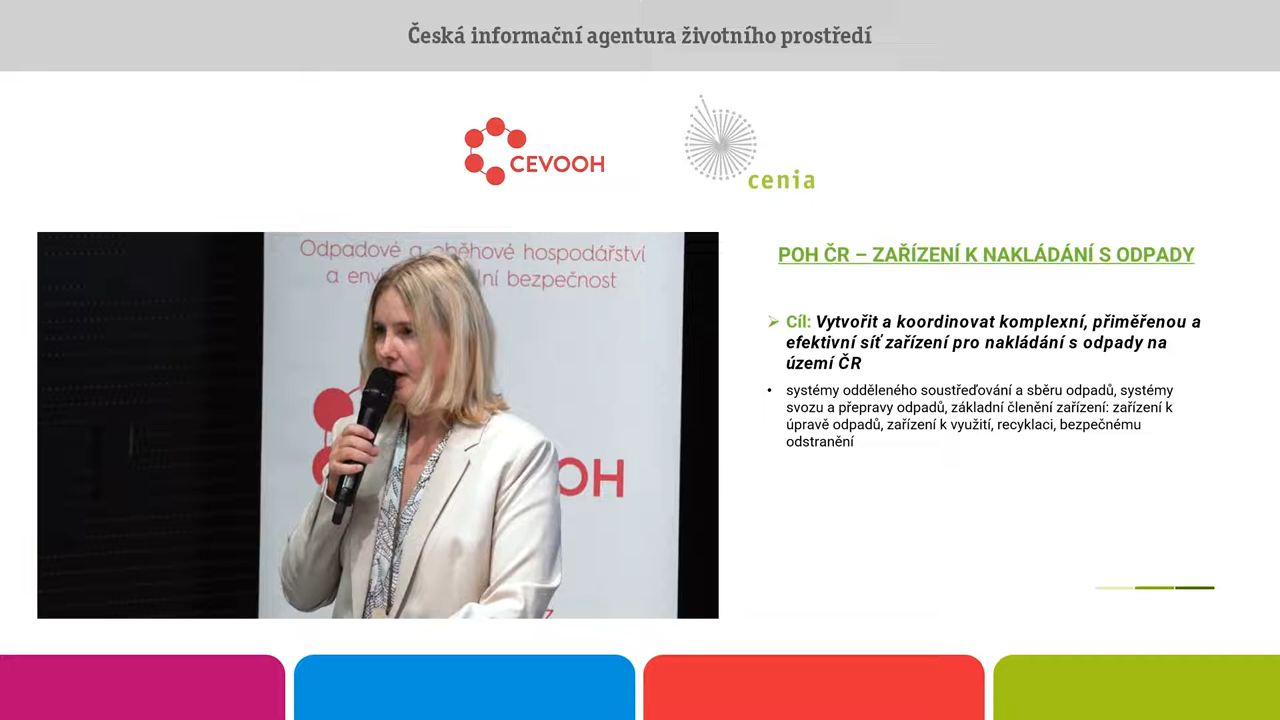 Česká informační agentura životního prostředí
CEVOOH
cenia
Odpadové a oběhové hospodářství
a env ní bezpečnost
OH
POH ČR – ZAŘÍZENÍ K NAKLÁDÁNÍ S ODPADY
➢ Cíl: Vytvořit a koordinovat komplexní, přiměřenou a
efektivní síť zařízení pro nakládání s odpady na
území ČR
• systémy odděleného soustřeďování a sběru odpadů, systémy
svozu a přepravy odpadů, základní členění zařízení: zařízení k
úpravě odpadů, zařízení k využití, recyklaci, bezpečnému
odstranění